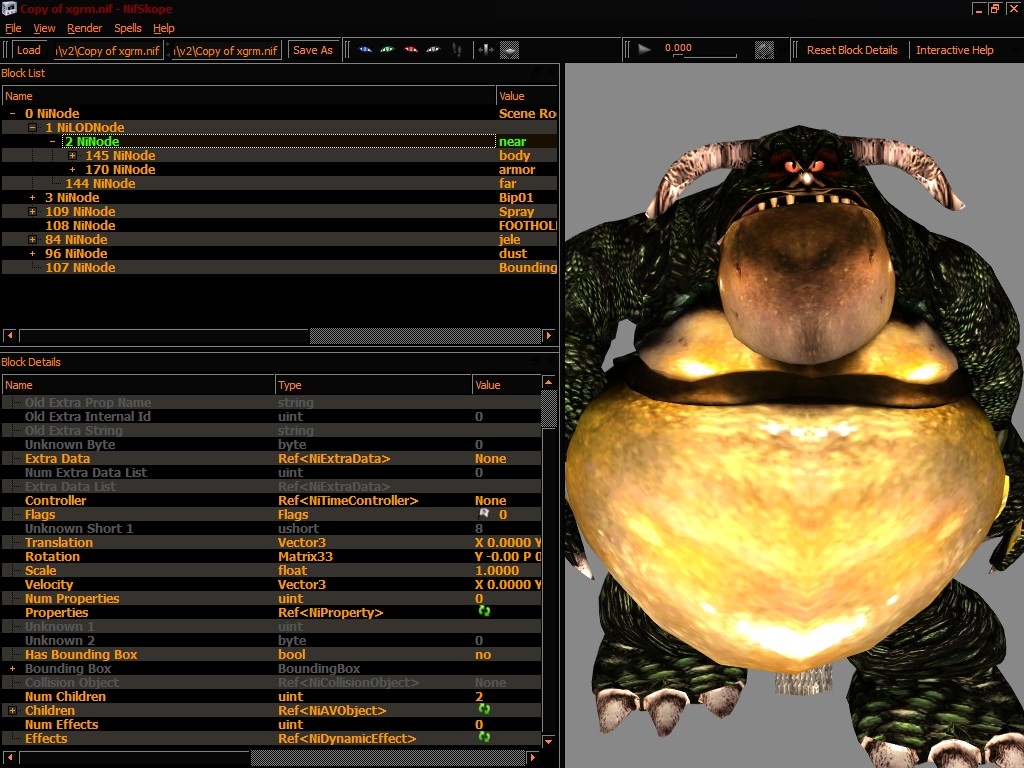 Copy of xgrm.nif - NifSkope
File View Render Spells Help
Load \v2\Copy of xgrm.nif \v2\Copy of xgrm.nif Save As 0.000 Reset Block Details Interactive Help
Block List
Name Value
0 NiNode Scene Ro
1 NiLODNode
2 NiNode near
145 NiNode body
170 NiNode armor
144 NiNode far
3 NiNode Bip01
109 NiNode Spray
108 NiNode FOOTHOL
84 NiNode jele
96 NiNode dust
107 NiNode Bounding
Block Details
Name Type Value
Old Extra Prop Name string
Old Extra Internal Id uint 0
Old Extra String string
Unknown Byte byte 0
Extra Data Ref<NiExtraData> None
Num Extra Data List uint 0
Extra Data List Ref<NiExtraData>
Controller Ref<NiTimeController> None
Flags Flags 0
Unknown Short 1 ushort 8
Translation Vector3 X 0.0000 Y
Rotation Matrix33 Y -0.00 P 0
Scale float 1.0000
Velocity Vector3 X 0.0000 Y
Num Properties uint 0
Properties Ref<NiProperty>
Unknown 1 uint
Unknown 2 byte 0
Has Bounding Box bool no
Bounding Box BoundingBox
Collision Object Ref<NiCollisionObject> None
Num Children uint 2
Children Ref<NiAVObject>
Num Effects uint 0
Effects Ref<NiDynamicEffect>